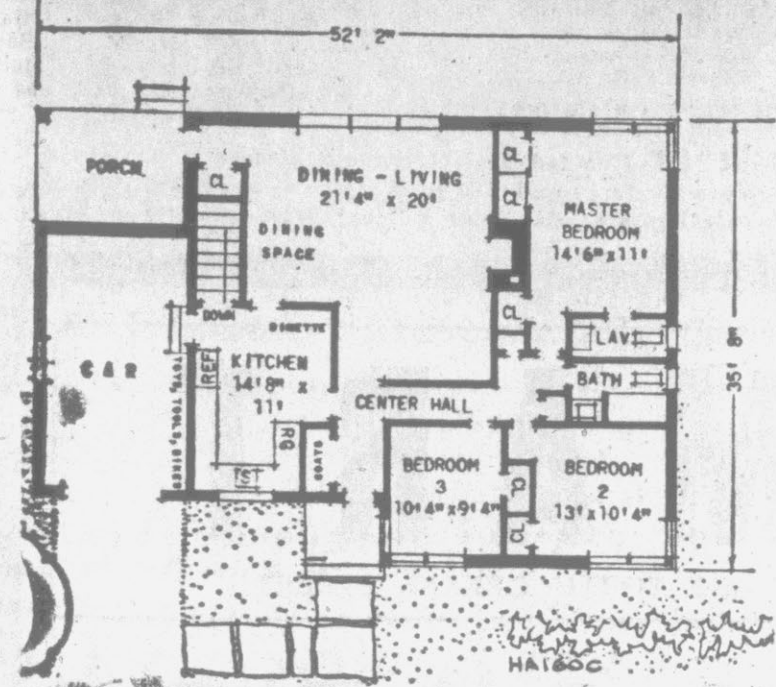 52' 2"
PORCH
CL
DINING - LIVING
21'4" x 20'
CL
CL
MASTER
BEDROOM
14'6" x 11'
DINING
SPACE
DOWN
DINETTE
CL
LAV.
35' 8"
CAR
TOYS, TOOLS, BIKES
REF
KITCHEN
14'8" x
11'
BATH
CENTER HALL
RG
COATS
BEDROOM
3
10'4" x 9'4"
CL
CL
BEDROOM
2
13' x 10'4"
HA160C